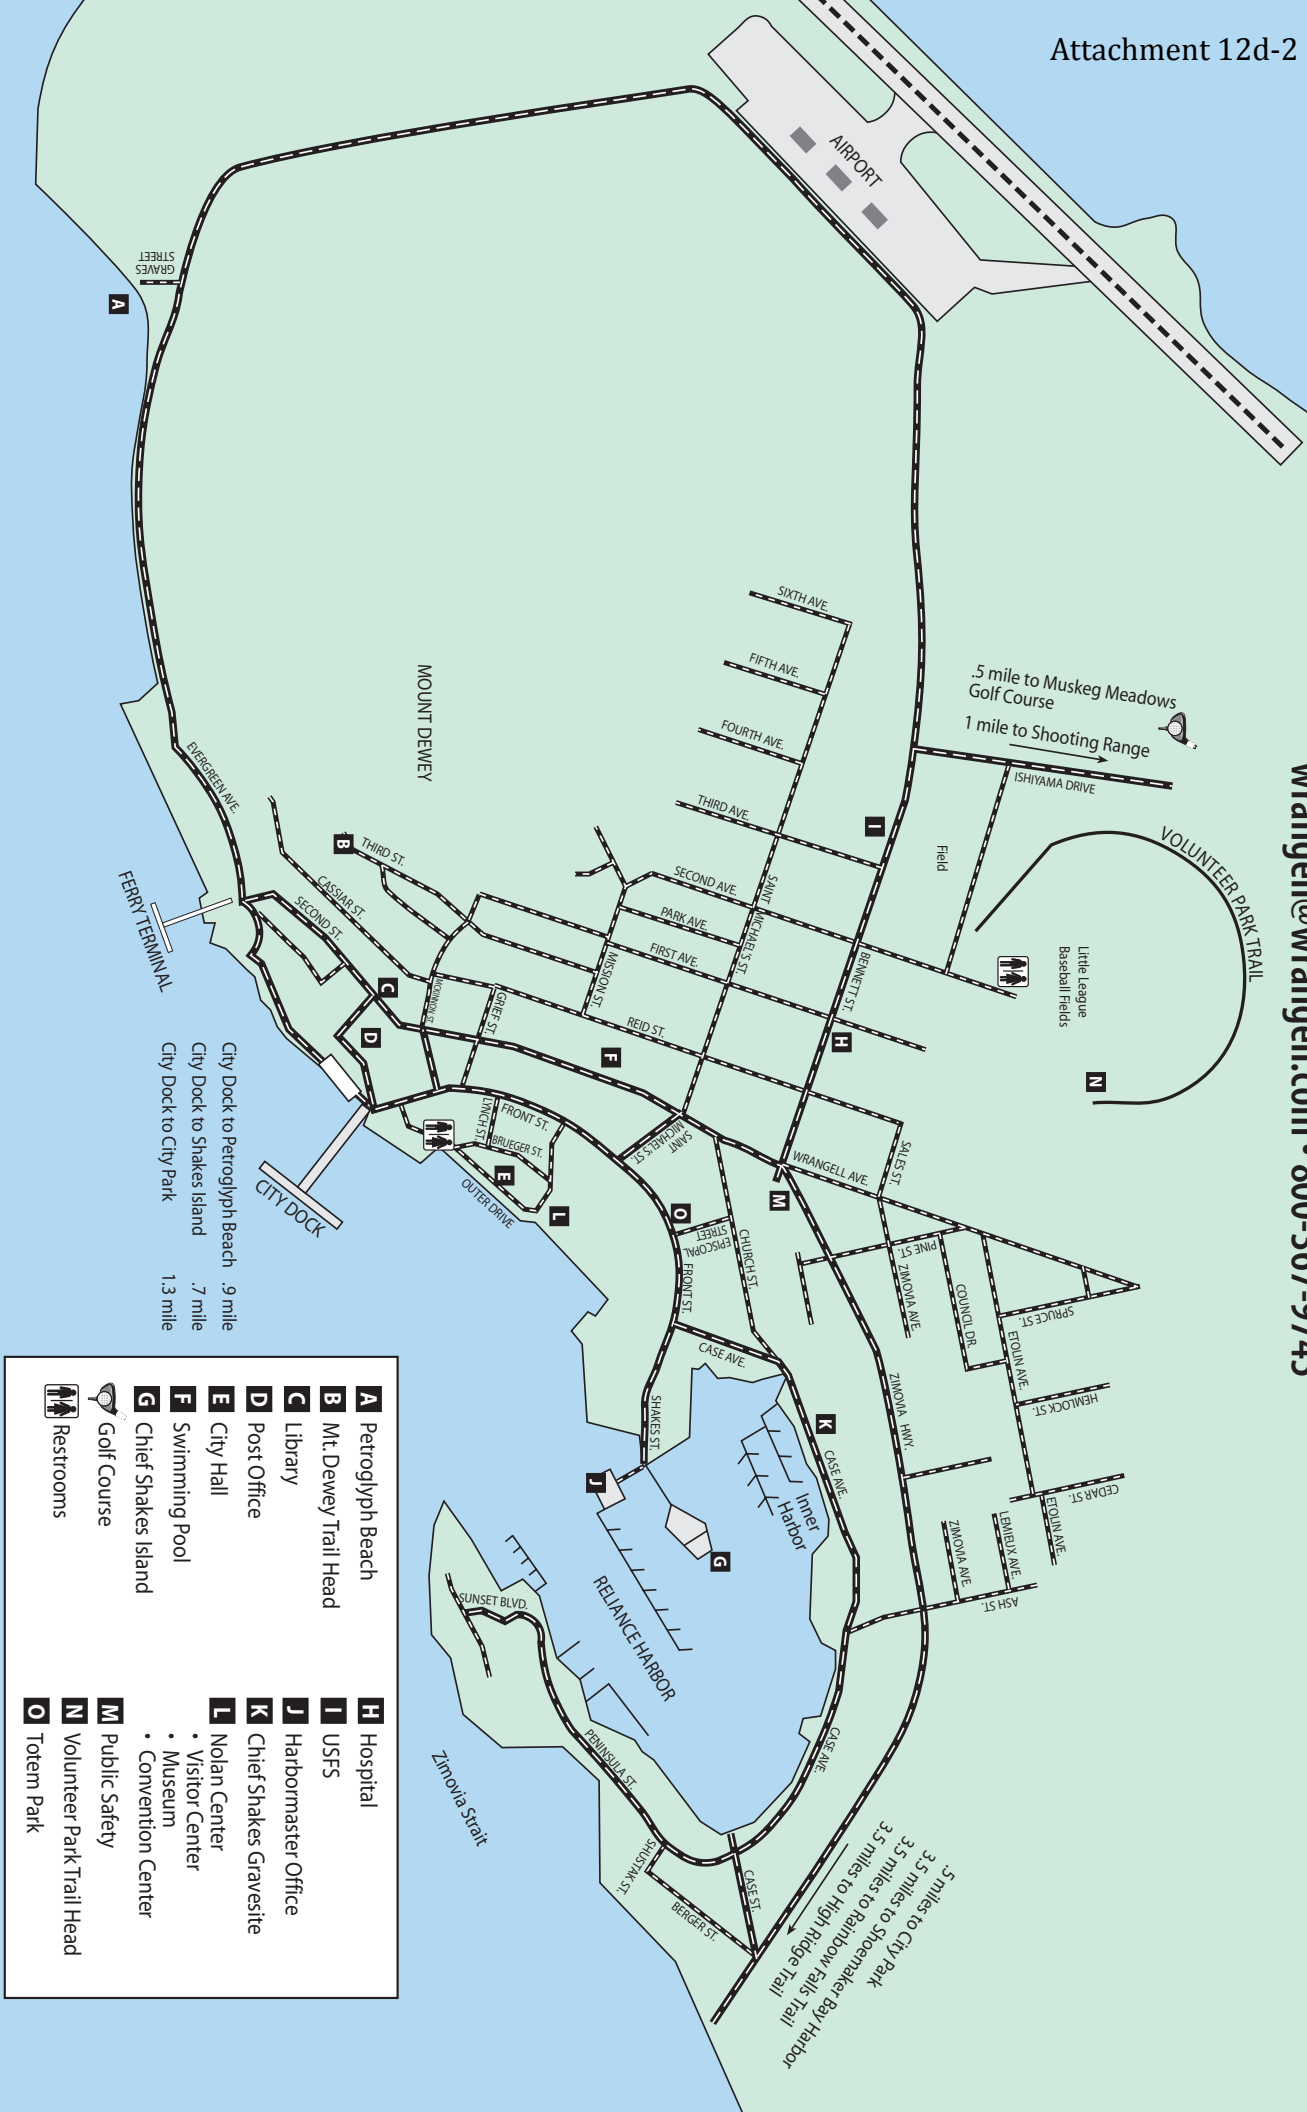 Attachment 12d-2
wrangell@wrangell.com • 800-367-9745
AIRPORT
GRAVES
STREET
A
SIXTH AVE.
FIFTH AVE.
FOURTH AVE.
THIRD AVE.
.5 mile to Muskeg Meadows
Golf Course
1 mile to Shooting Range
ISHIYAMA DRIVE
VOLUNTEER PARK TRAIL
MOUNT DEWEY
I
Field
Little League
Baseball Fields
N
EVERGREEN AVE.
B
THIRD ST.
CASSIAR ST.
SECOND ST.
FERRY TERMINAL
SECOND AVE.
PARK AVE.
FIRST AVE.
SAINT
MICHAEL'S ST.
MISSION ST.
BENNETT ST.
C
D
MCKINNON ST.
GRIEF ST.
REID ST.
F
H
LYNCH ST.
FRONT ST.
BRUEGER ST.
E
OUTER DRIVE
L
CITY DOCK
SAINT
MICHAEL'S ST.
WRANGELL AVE.
SALES ST.
M
O
EPISCOPAL
STREET
CHURCH ST.
FRONT ST.
PINE ST.
ZIMOVIA AVE.
COUNCIL DR.
SPRUCE ST.
ETOLIN AVE.
HEMLOCK ST.
CASE AVE.
ZIMOVIA HWY.
SHAKES ST.
K
CASE AVE.
Inner
Harbor
J
G
CEDAR ST.
ETOLIN AVE.
LEMIEUX AVE.
ZIMOVIA AVE.
ASH ST.
RELIANCE HARBOR
SUNSET BLVD.
PENINSULA ST.
CASE AVE.
Zimovia Strait
SHUSTAK ST.
BERGER ST.
CASE ST.
.5 miles to City Park
3.5 miles to Shoemaker Bay Harbor
3.5 miles to Rainbow Falls Trail
3.5 miles to High Ridge Trail
City Dock to Petroglyph Beach .9 mile
City Dock to Shakes Island .7 mile
City Dock to City Park 1.3 mile
A Petroglyph Beach
B Mt. Dewey Trail Head
C Library
D Post Office
E City Hall
F Swimming Pool
G Chief Shakes Island
Golf Course
Restrooms
H Hospital
I USFS
J Harbormaster Office
K Chief Shakes Gravesite
L Nolan Center
• Visitor Center
• Museum
• Convention Center
M Public Safety
N Volunteer Park Trail Head
O Totem Park